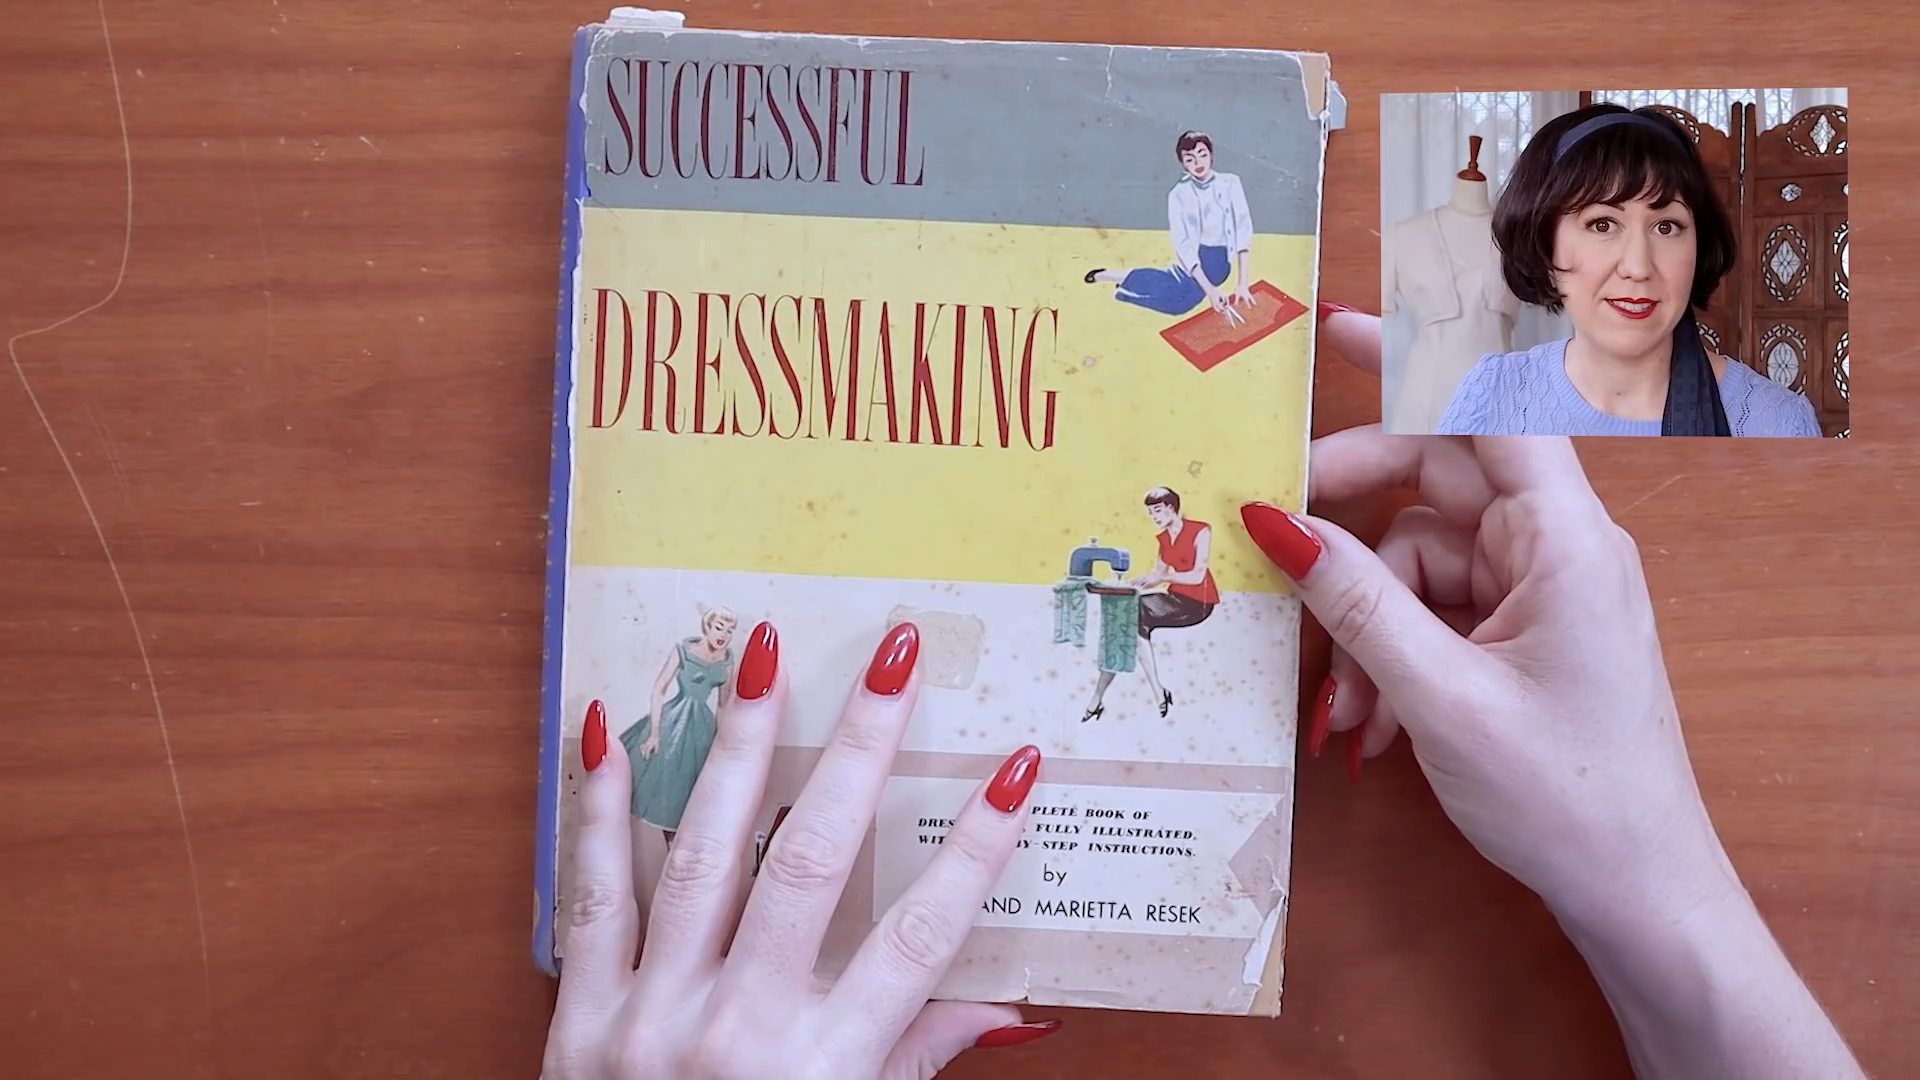 SUCCESSFUL
DRESSMAKING
PLETE BOOK OF
DRES FULLY ILLUSTRATED.
WIT Y-STEP INSTRUCTIONS.
by
AND MARIETTA RESEK